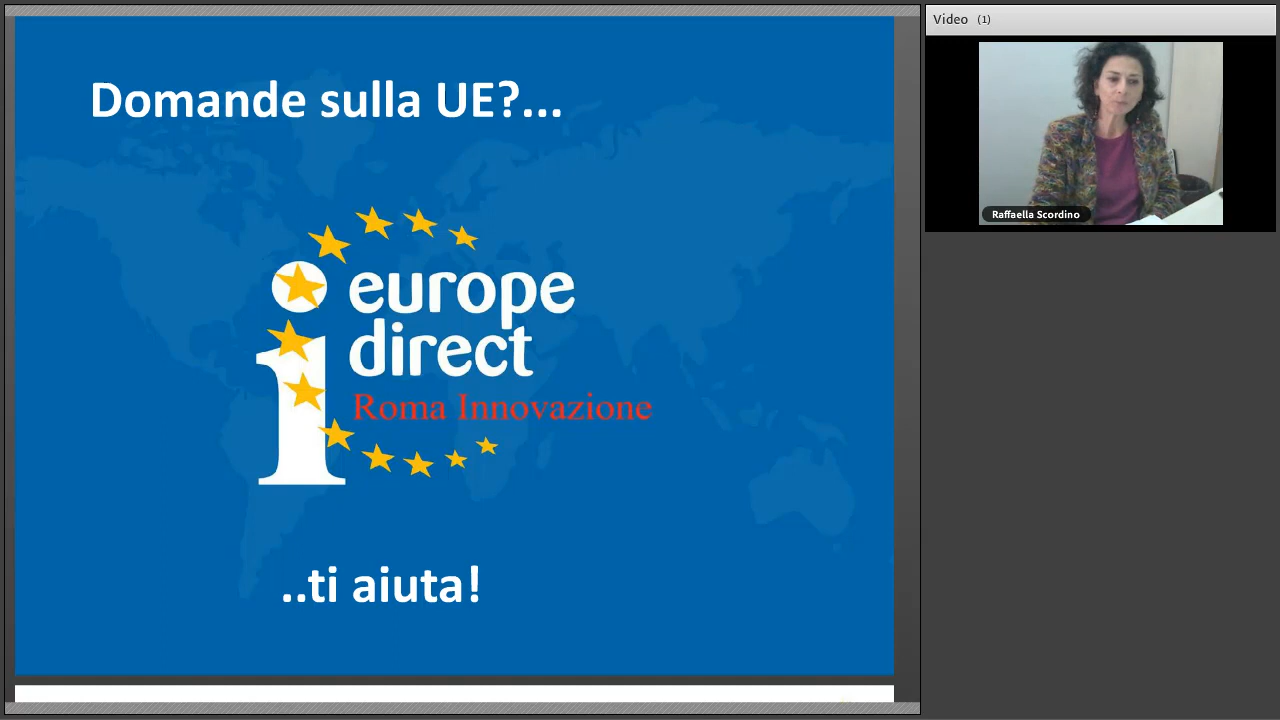 Domande sulla UE?...
europe
direct
Roma Innovazione
..ti aiuta!
Video (1)
Raffaella Scordino